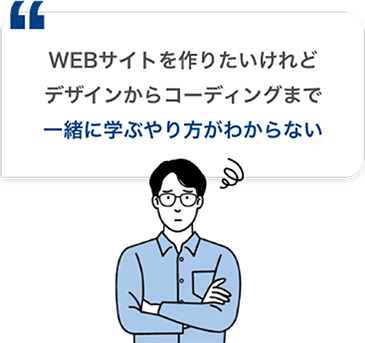 WEBサイトを作りたいけれど
デザインからコーディングまで
一緒に学ぶやり方がわからない